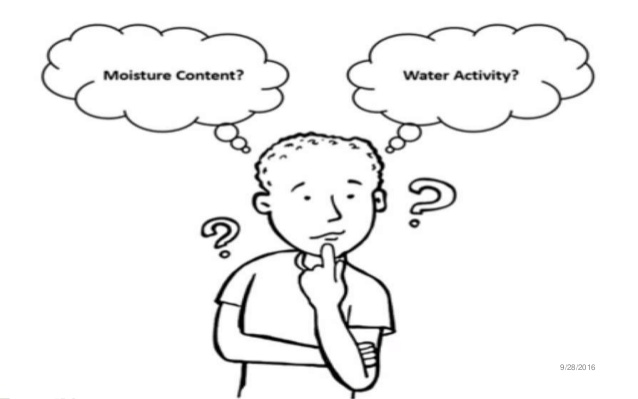 Moisture Content?
Water Activity?
?
?
9/28/2016